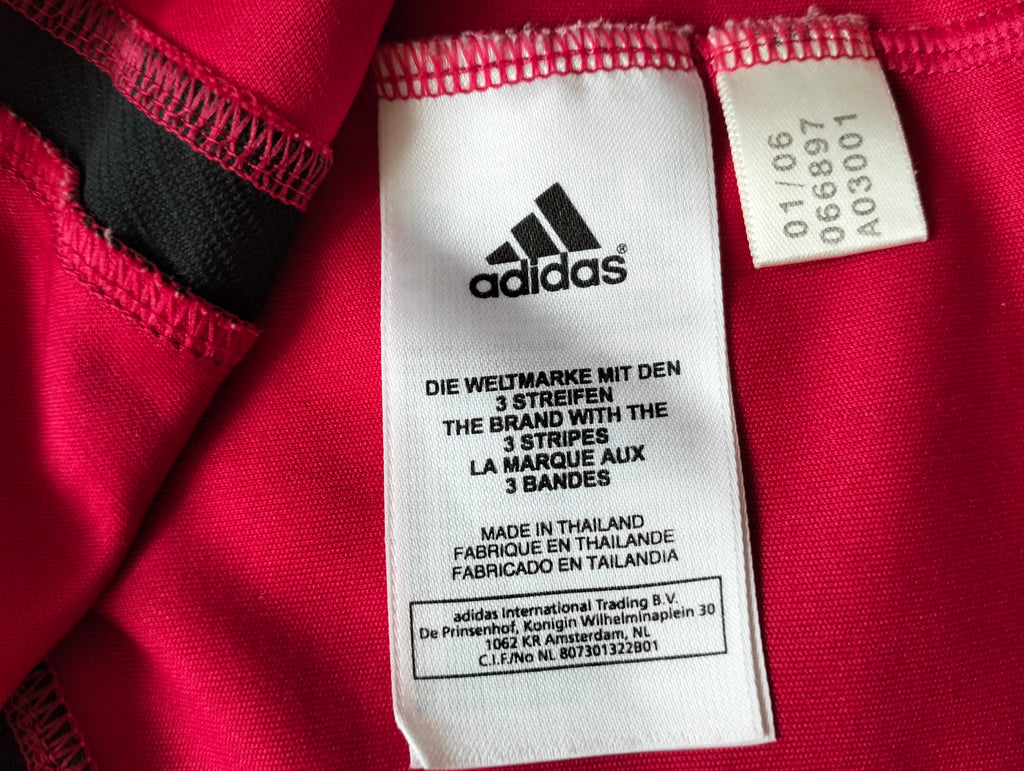 adidas®
DIE WELTMARKE MIT DEN
3 STREIFEN
THE BRAND WITH THE
3 STRIPES
LA MARQUE AUX
3 BANDES
MADE IN THAILAND
FABRIQUE EN THAILANDE
FABRICADO EN TAILANDIA
adidas International Trading B.V.
De Prinsenhof, Konigin Wilhelminaplein 30
1062 KR Amsterdam, NL
C.I.F./No NL 807301322B01
01/06
066897
A03001